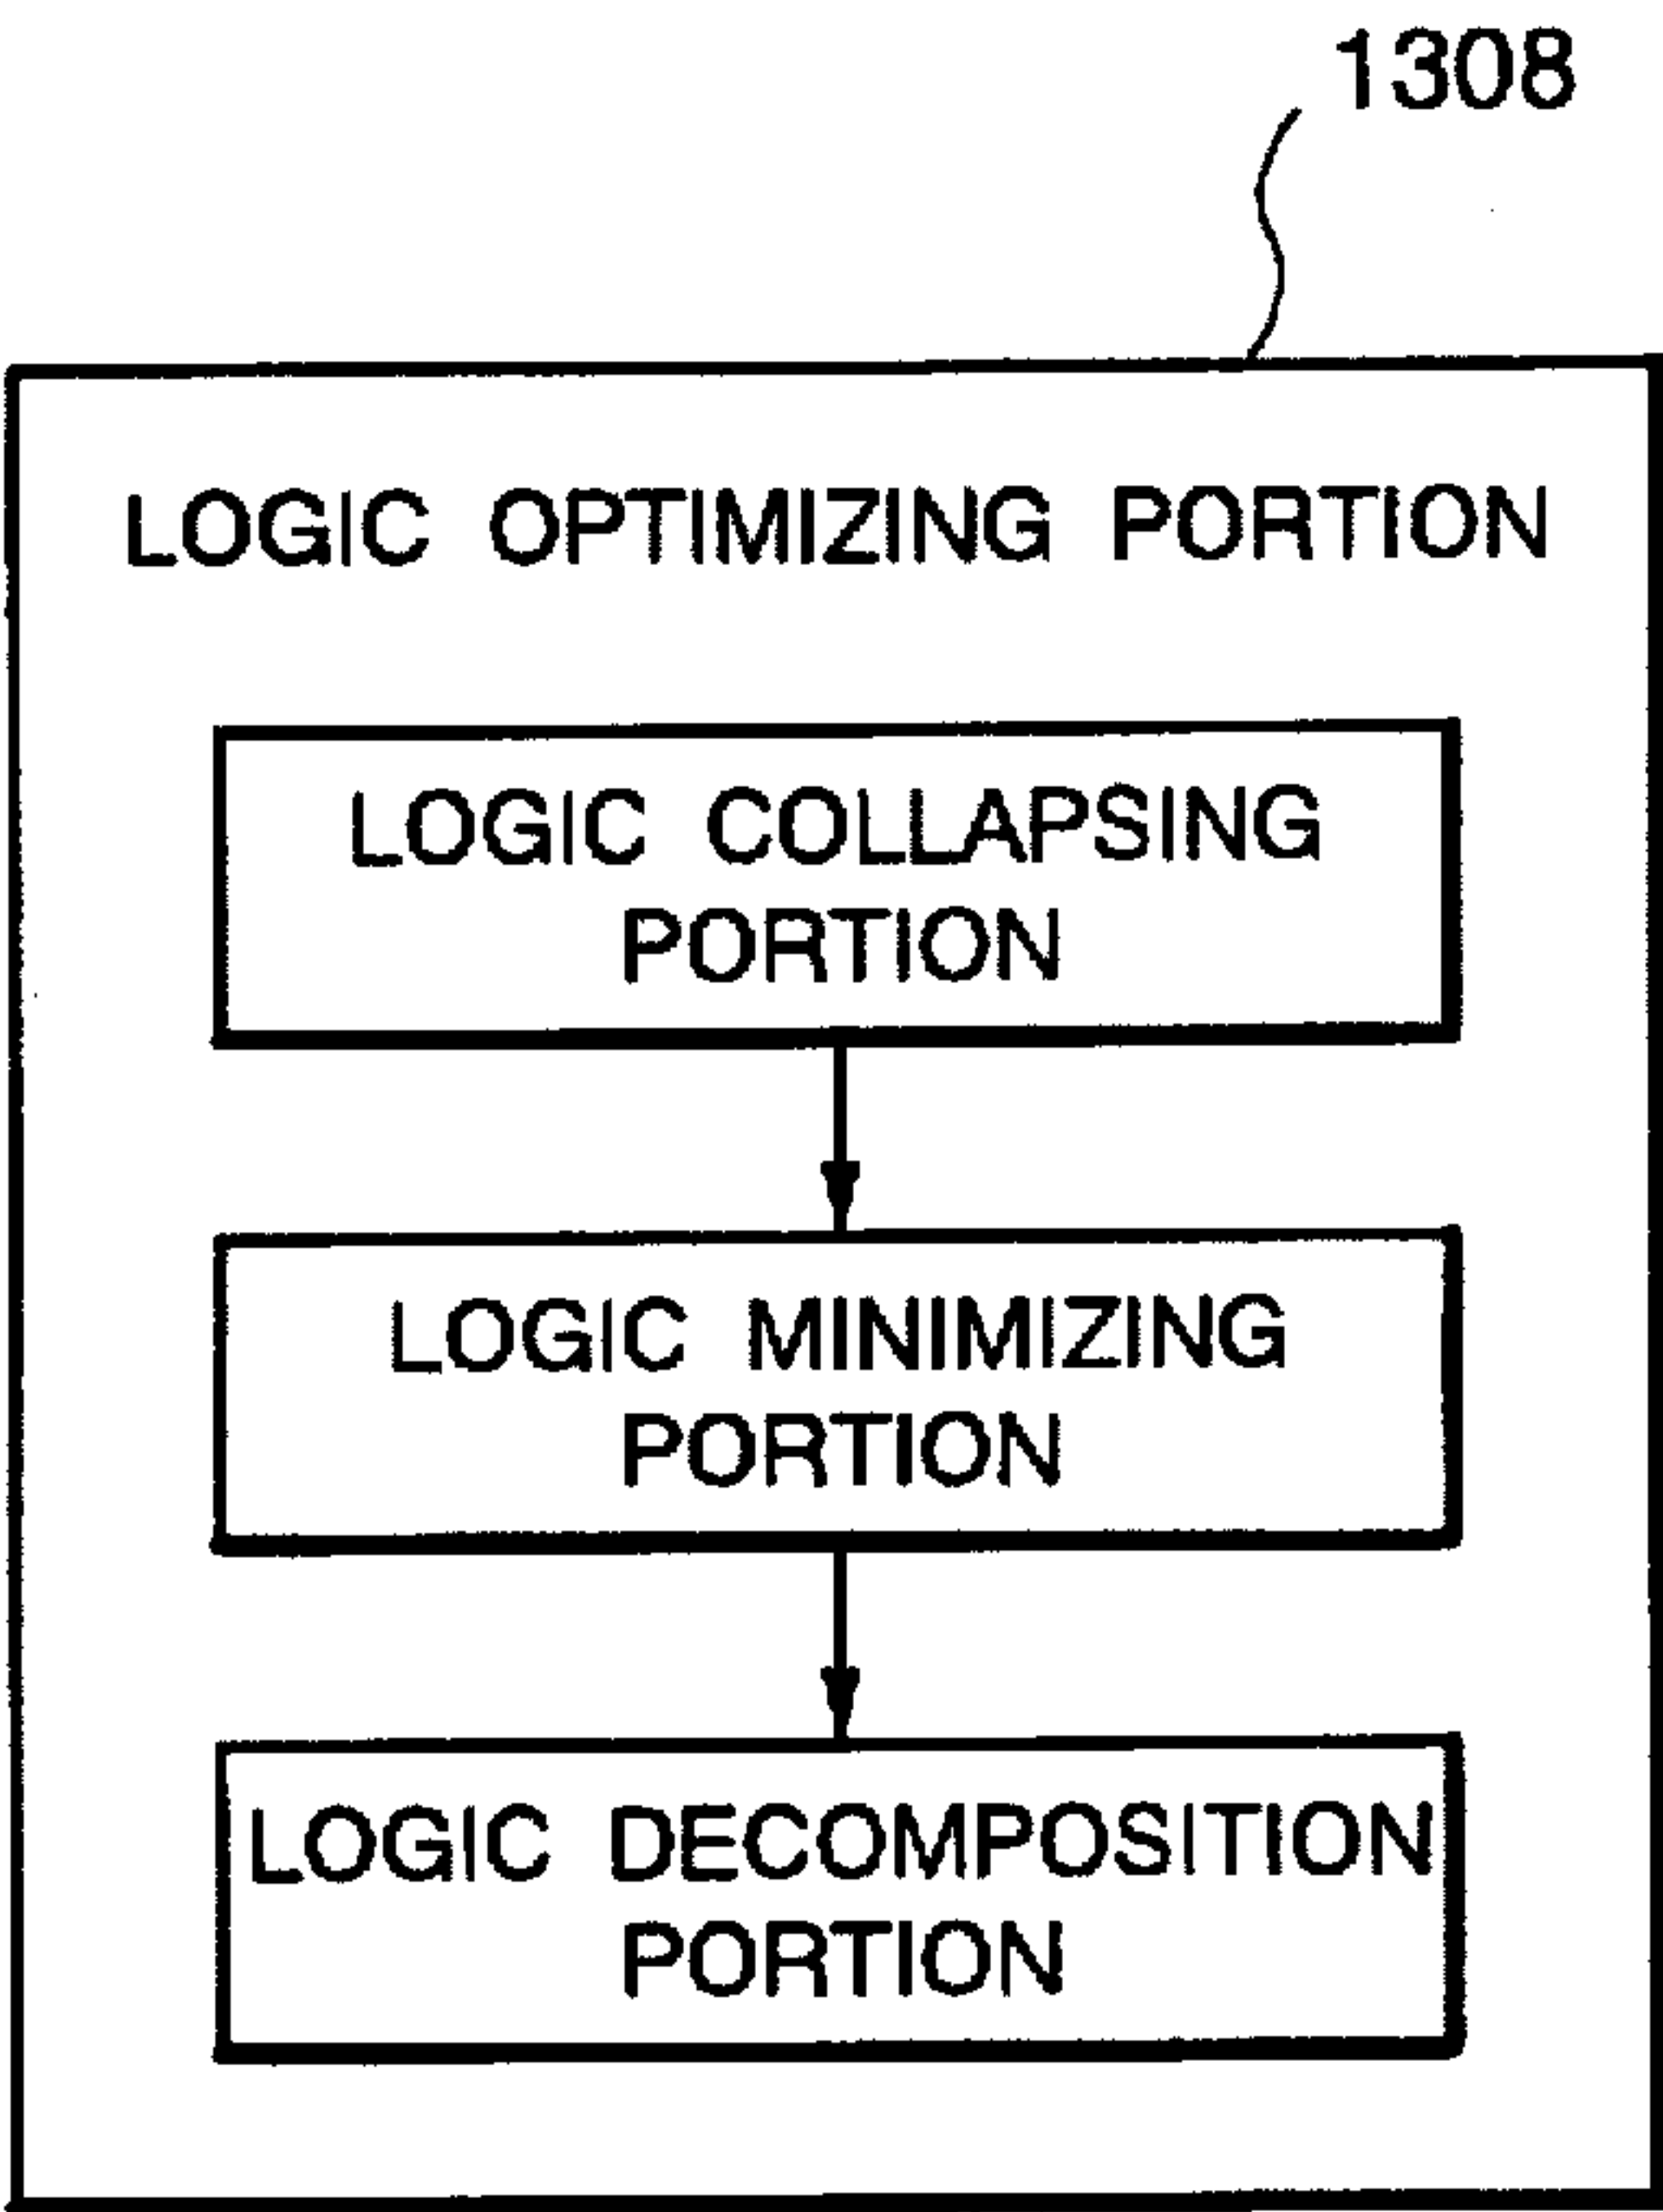 1308
LOGIC OPTIMIZING PORTION
LOGIC COLLAPSING
PORTION
LOGIC MINIMIZING
PORTION
LOGIC DECOMPOSITION
PORTION